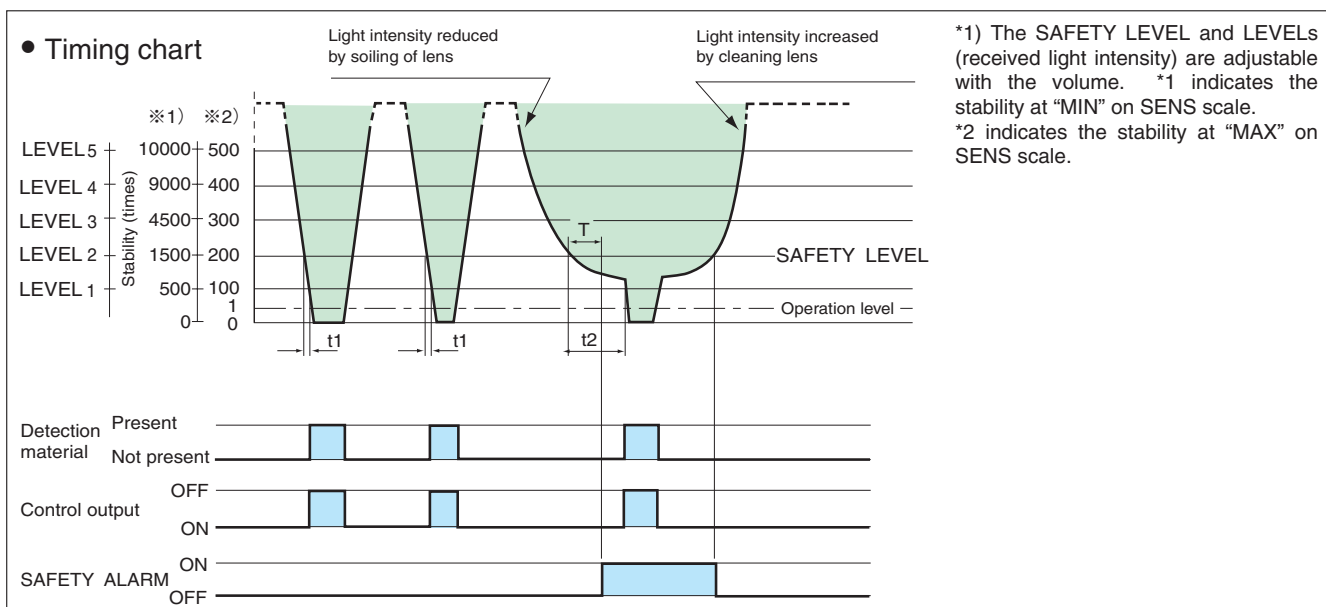 ● Timing chart
Light intensity reduced
by soiling of lens
Light intensity increased
by cleaning lens
*1) The SAFETY LEVEL and LEVELs
(received light intensity) are adjustable
with the volume. *1 indicates the
stability at “MIN” on SENS scale.
*2 indicates the stability at “MAX” on
SENS scale.
※1) ※2)
Stability (times)
LEVEL 5 10000 500
LEVEL 4 9000 400
LEVEL 3 4500 300
T
LEVEL 2 1500 200 SAFETY LEVEL
LEVEL 1 500 100
1 Operation level
0 0
t1 t1 t2
Detection
material
Present
Not present
Control output
OFF
ON
SAFETY ALARM
ON
OFF